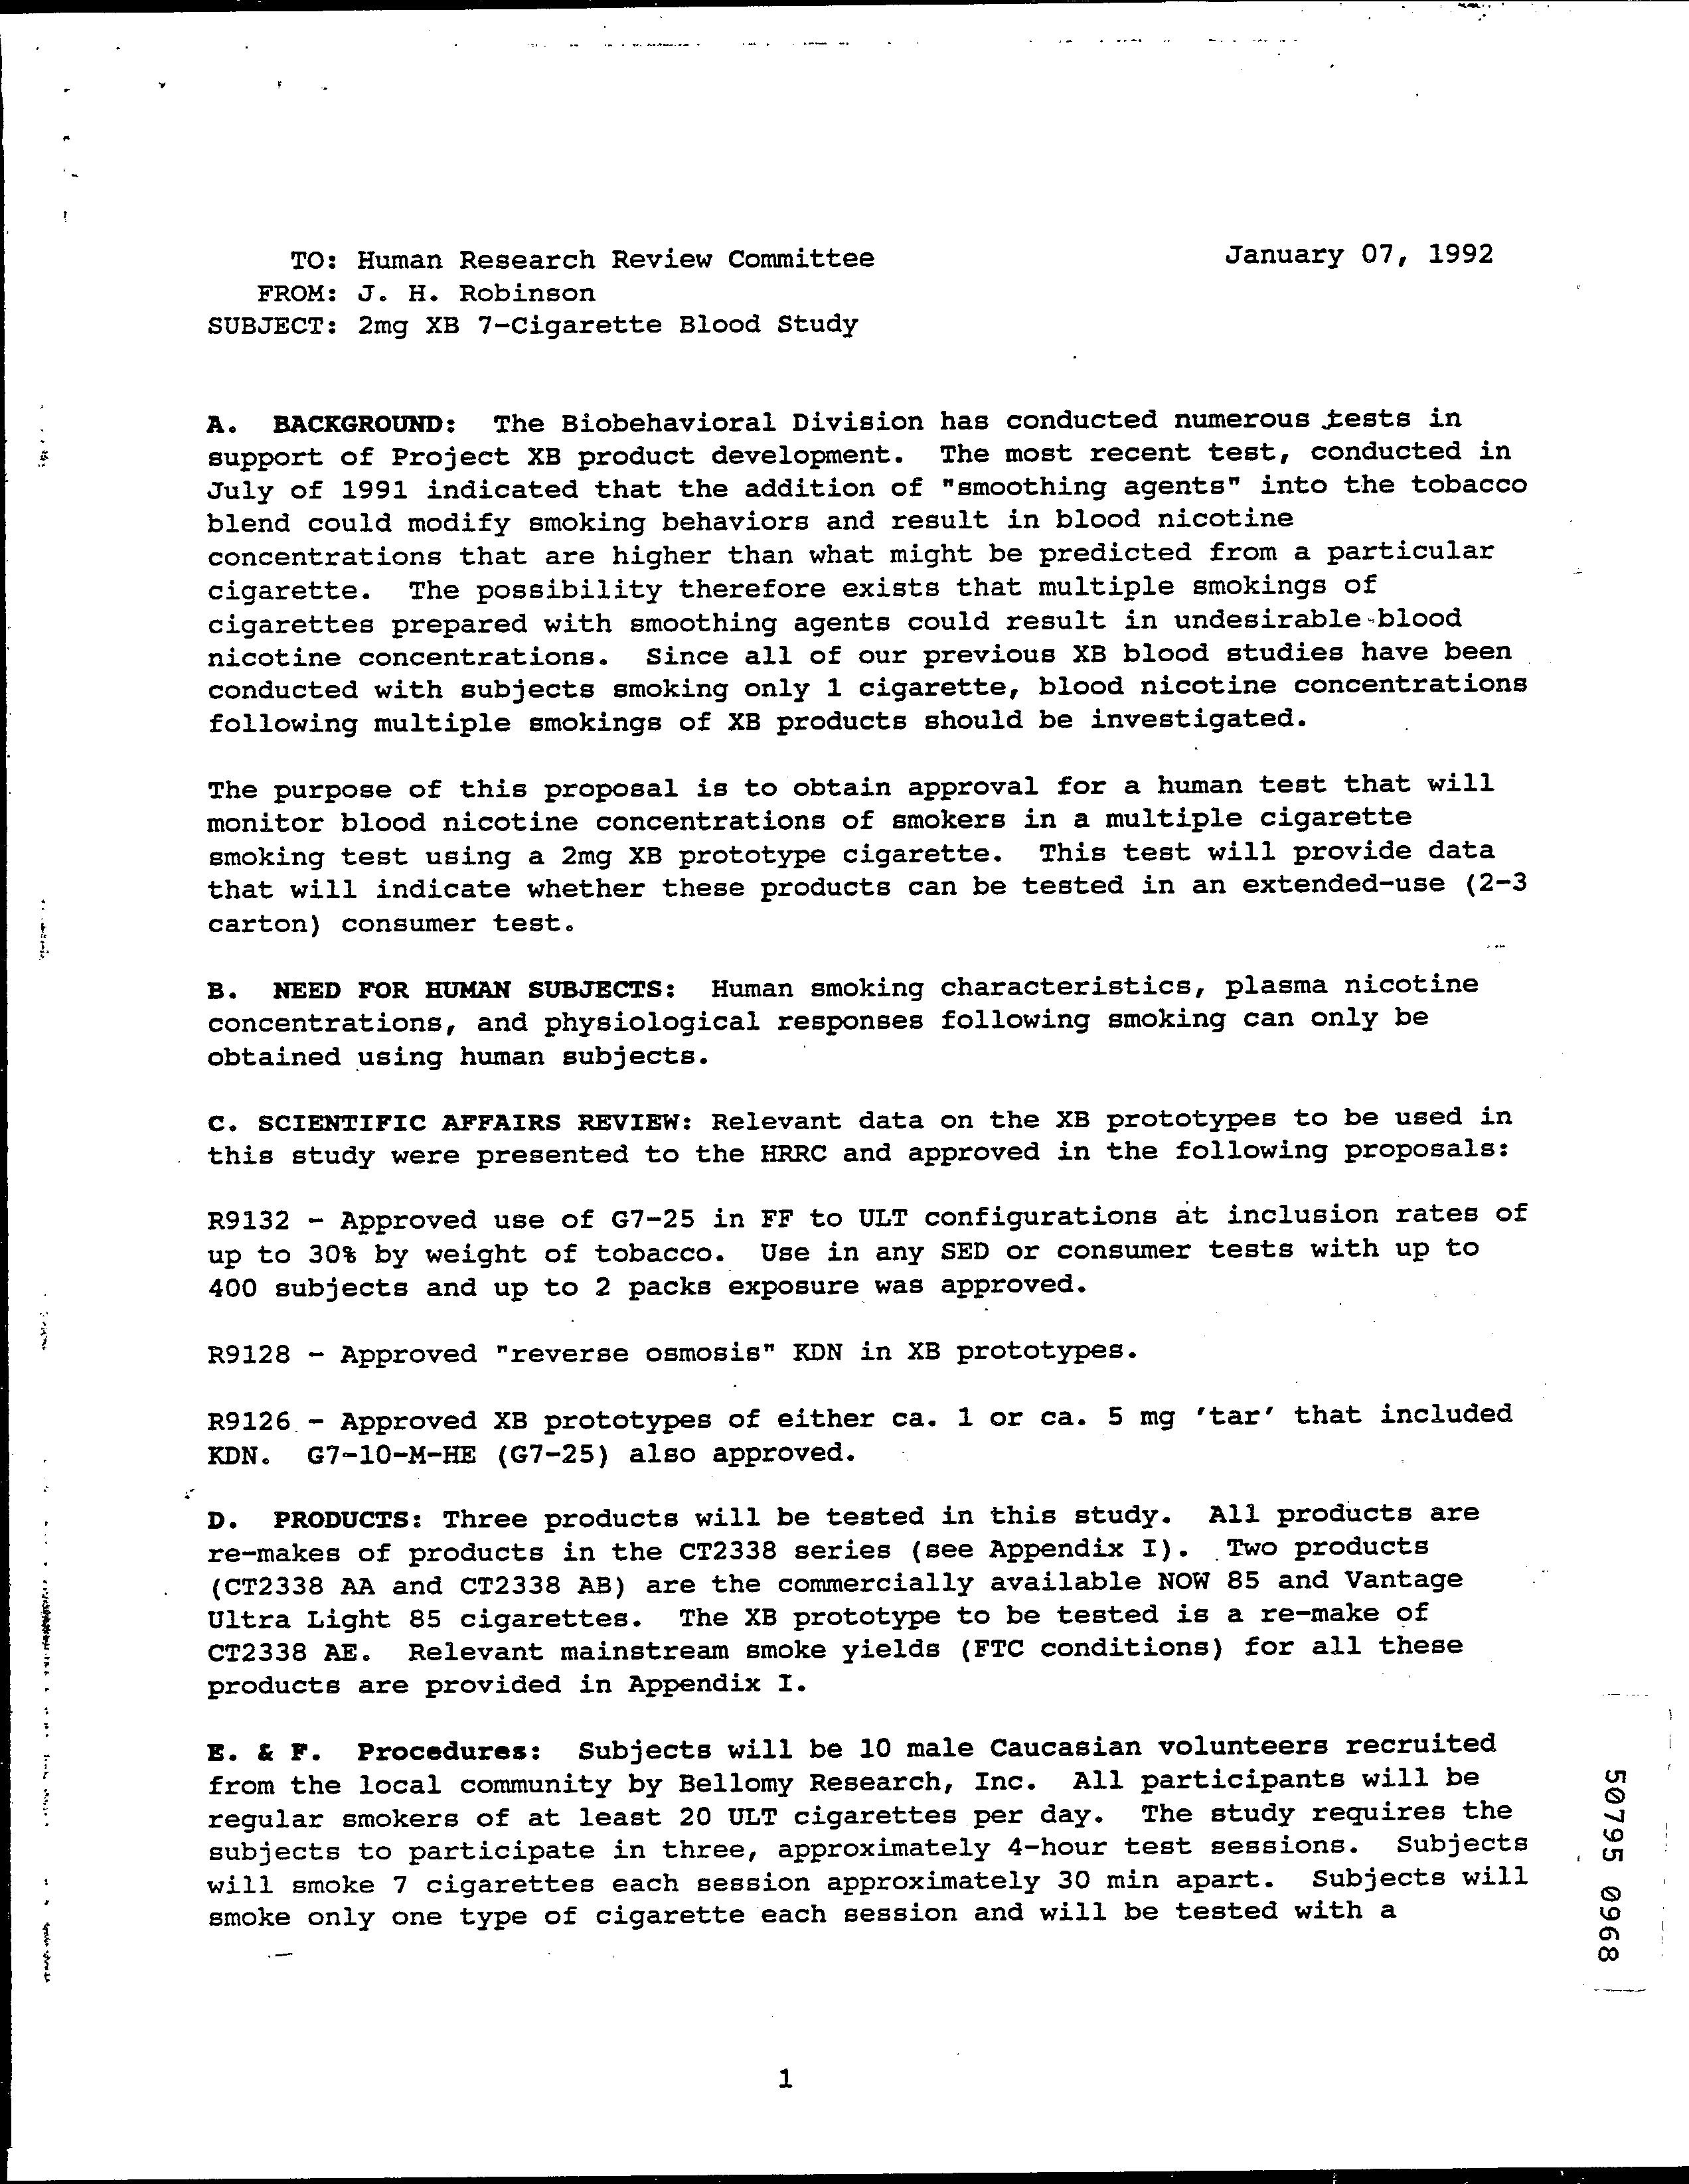 January 07, 1992
TO: Human Research Review Committee
FROM: J. H. Robinson
SUBJECT: 2mg XB 7-Cigarette Blood Study
A. BACKGROUND: The Biobehavioral Division has conducted numerous tests in
support of Project XB product development. The most recent test, conducted in
July of 1991 indicated that the addition of "smoothing agents" into the tobacco
blend could modify smoking behaviors and result in blood nicotine
concentrations that are higher than what might be predicted from a particular
cigarette. The possibility therefore exists that multiple smokings of
cigarettes prepared with smoothing agents could result in undesirable blood
nicotine concentrations. Since all of our previous XB blood studies have been
conducted with subjects smoking only 1 cigarette, blood nicotine concentrations
following multiple smokings of XB products should be investigated.
The purpose of this proposal is to obtain approval for a human test that will
monitor blood nicotine concentrations of smokers in a multiple cigarette
smoking test using a 2mg XB prototype cigarette. This test will provide data
that will indicate whether these products can be tested in an extended-use (2-3
carton) consumer test.
B. NEED FOR HUMAN SUBJECTS: Human smoking characteristics, plasma nicotine
concentrations, and physiological responses following smoking can only be
obtained using human subjects.
C. SCIENTIFIC AFFAIRS REVIEW: Relevant data on the XB prototypes to be used in
this study were presented to the HRRC and approved in the following proposals:
R9132 - Approved use of G7-25 in FF to ULT configurations at inclusion rates of
up to 30% by weight of tobacco. Use in any SED or consumer tests with up to
400 subjects and up to 2 packs exposure was approved.
R9128 - Approved "reverse osmosis" KDN in XB prototypes.
R9126 - Approved XB prototypes of either ca. 1 or ca. 5 mg 'tar' that included
KDN. G7-10-M-HE (G7-25) also approved.
D. PRODUCTS: Three products will be tested in this study. All products are
re-makes of products in the CT2338 series (see Appendix I). Two products
(CT2338 AA and CT2338 AB) are the commercially available NOW 85 and Vantage
Ultra Light 85 cigarettes. The XB prototype to be tested is a re-make of
CT2338 AE. Relevant mainstream smoke yields (FTC conditions) for all these
products are provided in Appendix I.
E. & F. Procedures: Subjects will be 10 male Caucasian volunteers recruited
from the local community by Bellomy Research, Inc. All participants will be
regular smokers of at least 20 ULT cigarettes per day. The study requires the
subjects to participate in three, approximately 4-hour test sessions. Subjects
will smoke 7 cigarettes each session approximately 30 min apart. Subjects will
smoke only one type of cigarette each session and will be tested with a
50795 0968
1